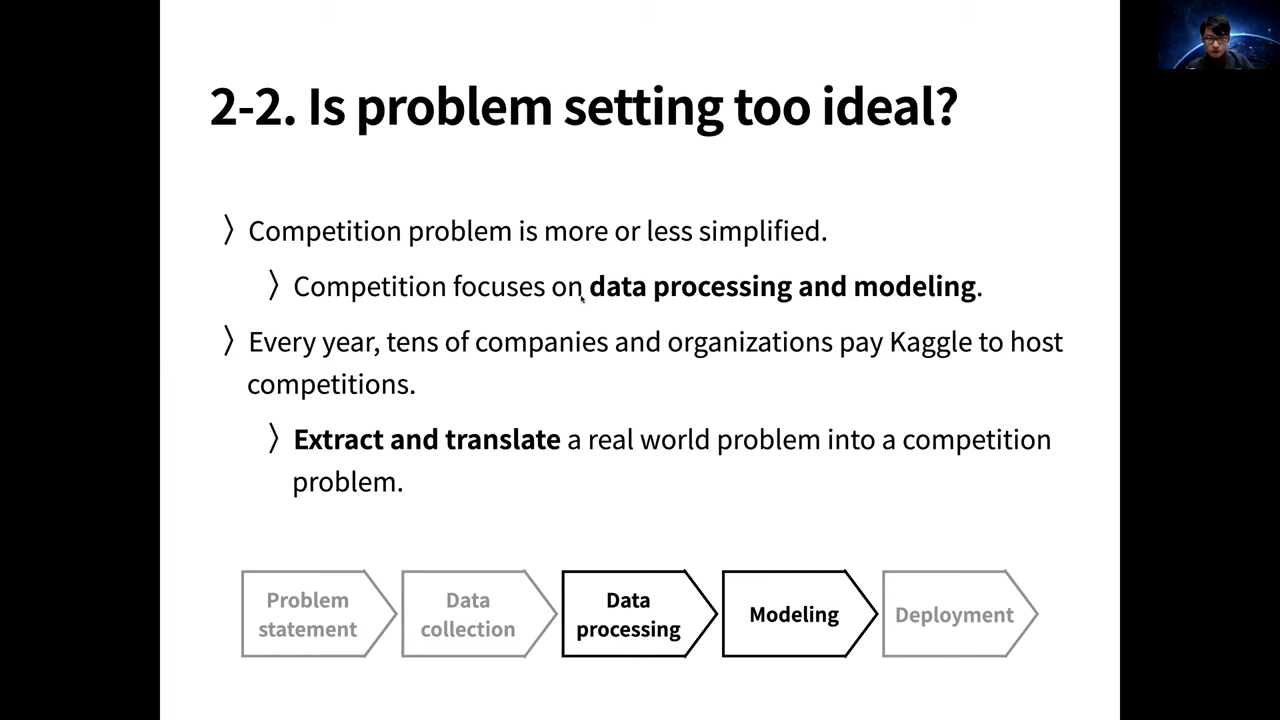 2-2. Is problem setting too ideal?
〉Competition problem is more or less simplified.
〉Competition focuses on data processing and modeling.
〉Every year, tens of companies and organizations pay Kaggle to host
competitions.
〉Extract and translate a real world problem into a competition
problem.
Problem
statement
Data
collection
Data
processing
Modeling
Deployment